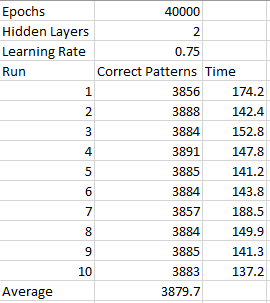 Epochs 40000
Hidden Layers 2
Learning Rate 0.75
Run Correct Patterns Time
1 3856 174.2
2 3888 142.4
3 3884 152.8
4 3891 147.8
5 3885 141.2
6 3884 143.8
7 3857 188.5
8 3884 149.9
9 3885 141.3
10 3883 137.2
Average 3879.7